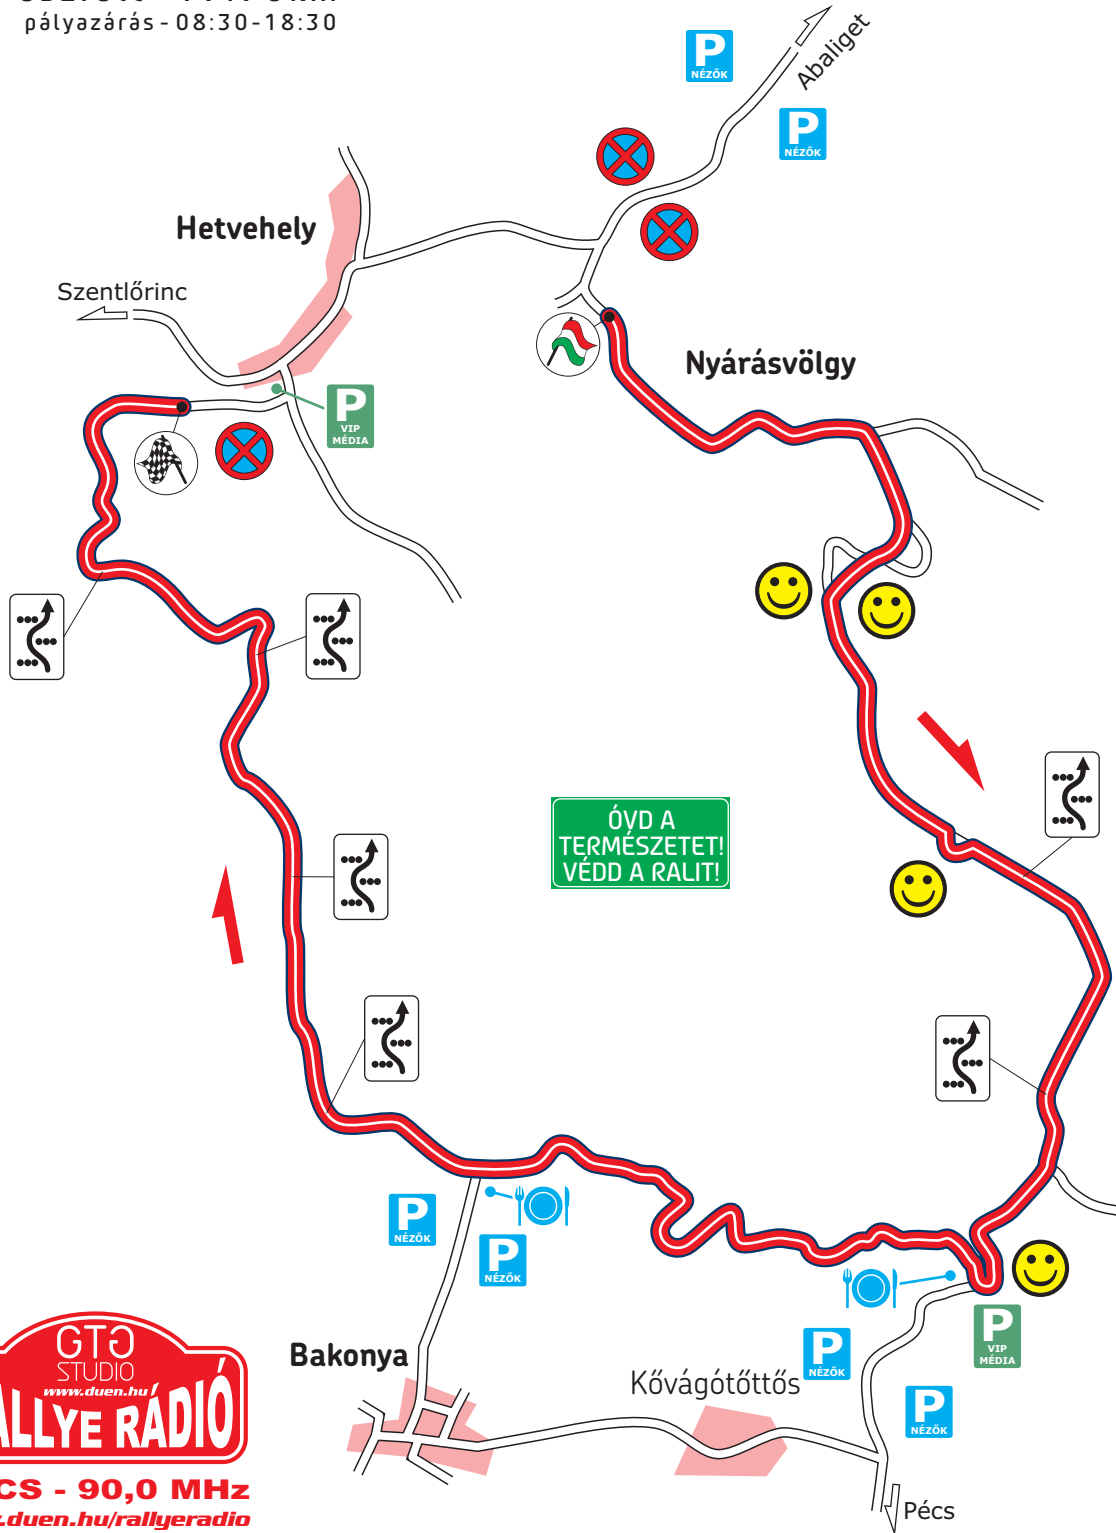 pályazárás - 08:30-18:30
Abaliget
P
NÉZŐK
P
NÉZŐK
Hetvehely
Szentlőrinc
Nyárásvölgy
P
VIP
MÉDIA
ÓVD A
TERMÉSZETET!
VÉDD A RALIT!
P
NÉZŐK
P
NÉZŐK
P
NÉZŐK
P
VIP
MÉDIA
P
NÉZŐK
Bakonya
Kővágótőttős
Pécs
GTG
STUDIO
www.duen.hu
ALLYE RÁDIÓ
CS - 90,0 MHz
.duen.hu/rallyeradio